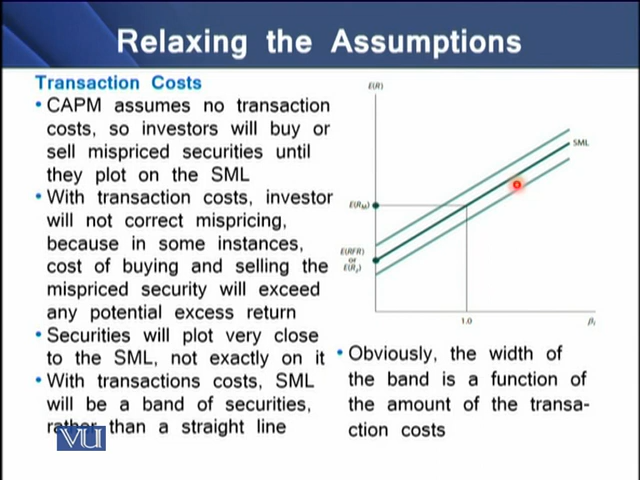 Relaxing the Assumptions
Transaction Costs
• CAPM assumes no transaction
costs, so investors will buy or
sell mispriced securities until
they plot on the SML
• With transaction costs, investor
will not correct mispricing,
because in some instances,
cost of buying and selling the
mispriced security will exceed
any potential excess return
• Securities will plot very close
to the SML, not exactly on it
• With transactions costs, SML
will be a band of securities,
rather than a straight line
VU
E(R)
SML
E(RM)
E(RFR)
or
E(Rz)
1.0
βi
• Obviously, the width of
the band is a function of
the amount of the transa-
ction costs